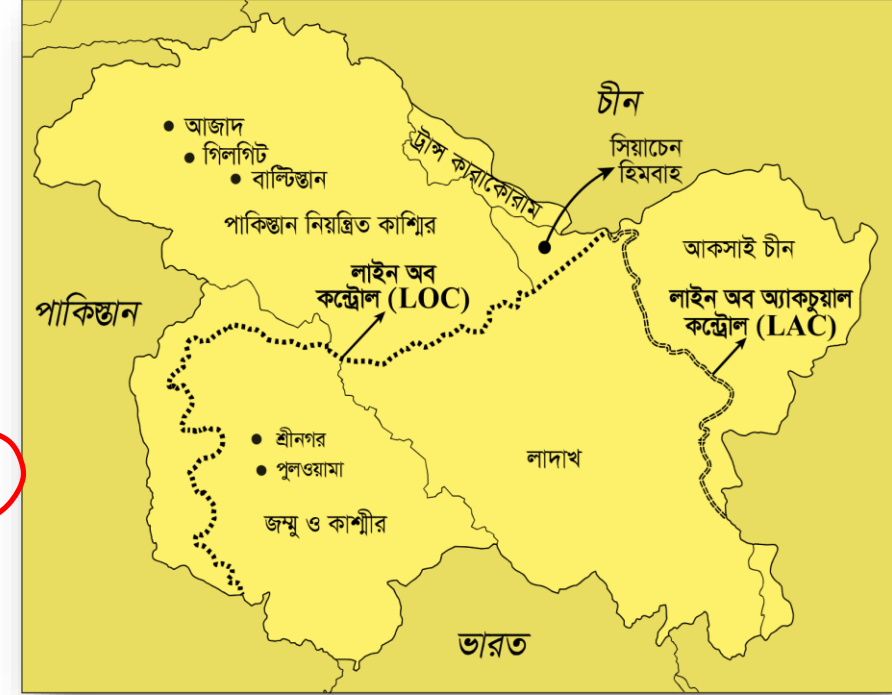 চীন
আজাদ
গিলগিট
বাল্টিস্তান
ট্রান্স কারাকোরাম
সিয়াচেন
হিমবাহ
পাকিস্তান নিয়ন্ত্রিত কাশ্মির
আকসাই চীন
লাইন অব
কন্ট্রোল (LOC)
লাইন অব অ্যাকচুয়াল
কন্ট্রোল (LAC)
পাকিস্তান
শ্রীনগর
পুলওয়ামা
লাদাখ
জম্মু ও কাশ্মীর
ভারত